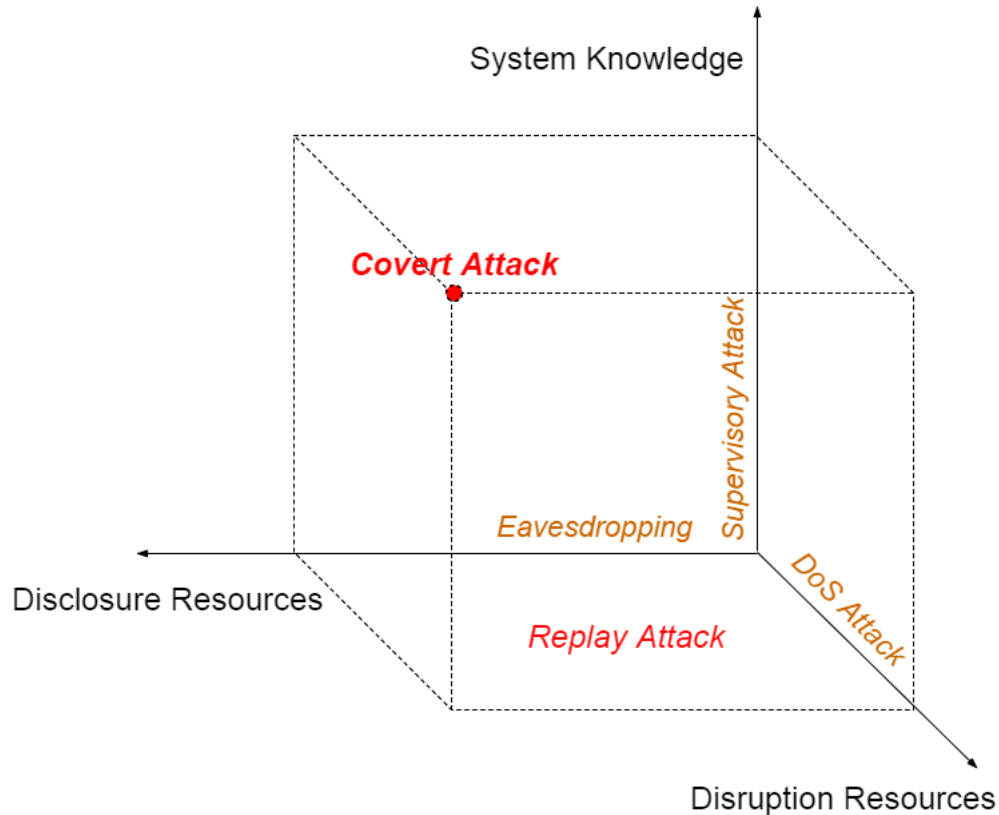 System Knowledge
Covert Attack
Supervisory Attack
Eavesdropping
DoS Attack
Disclosure Resources
Replay Attack
Disruption Resources